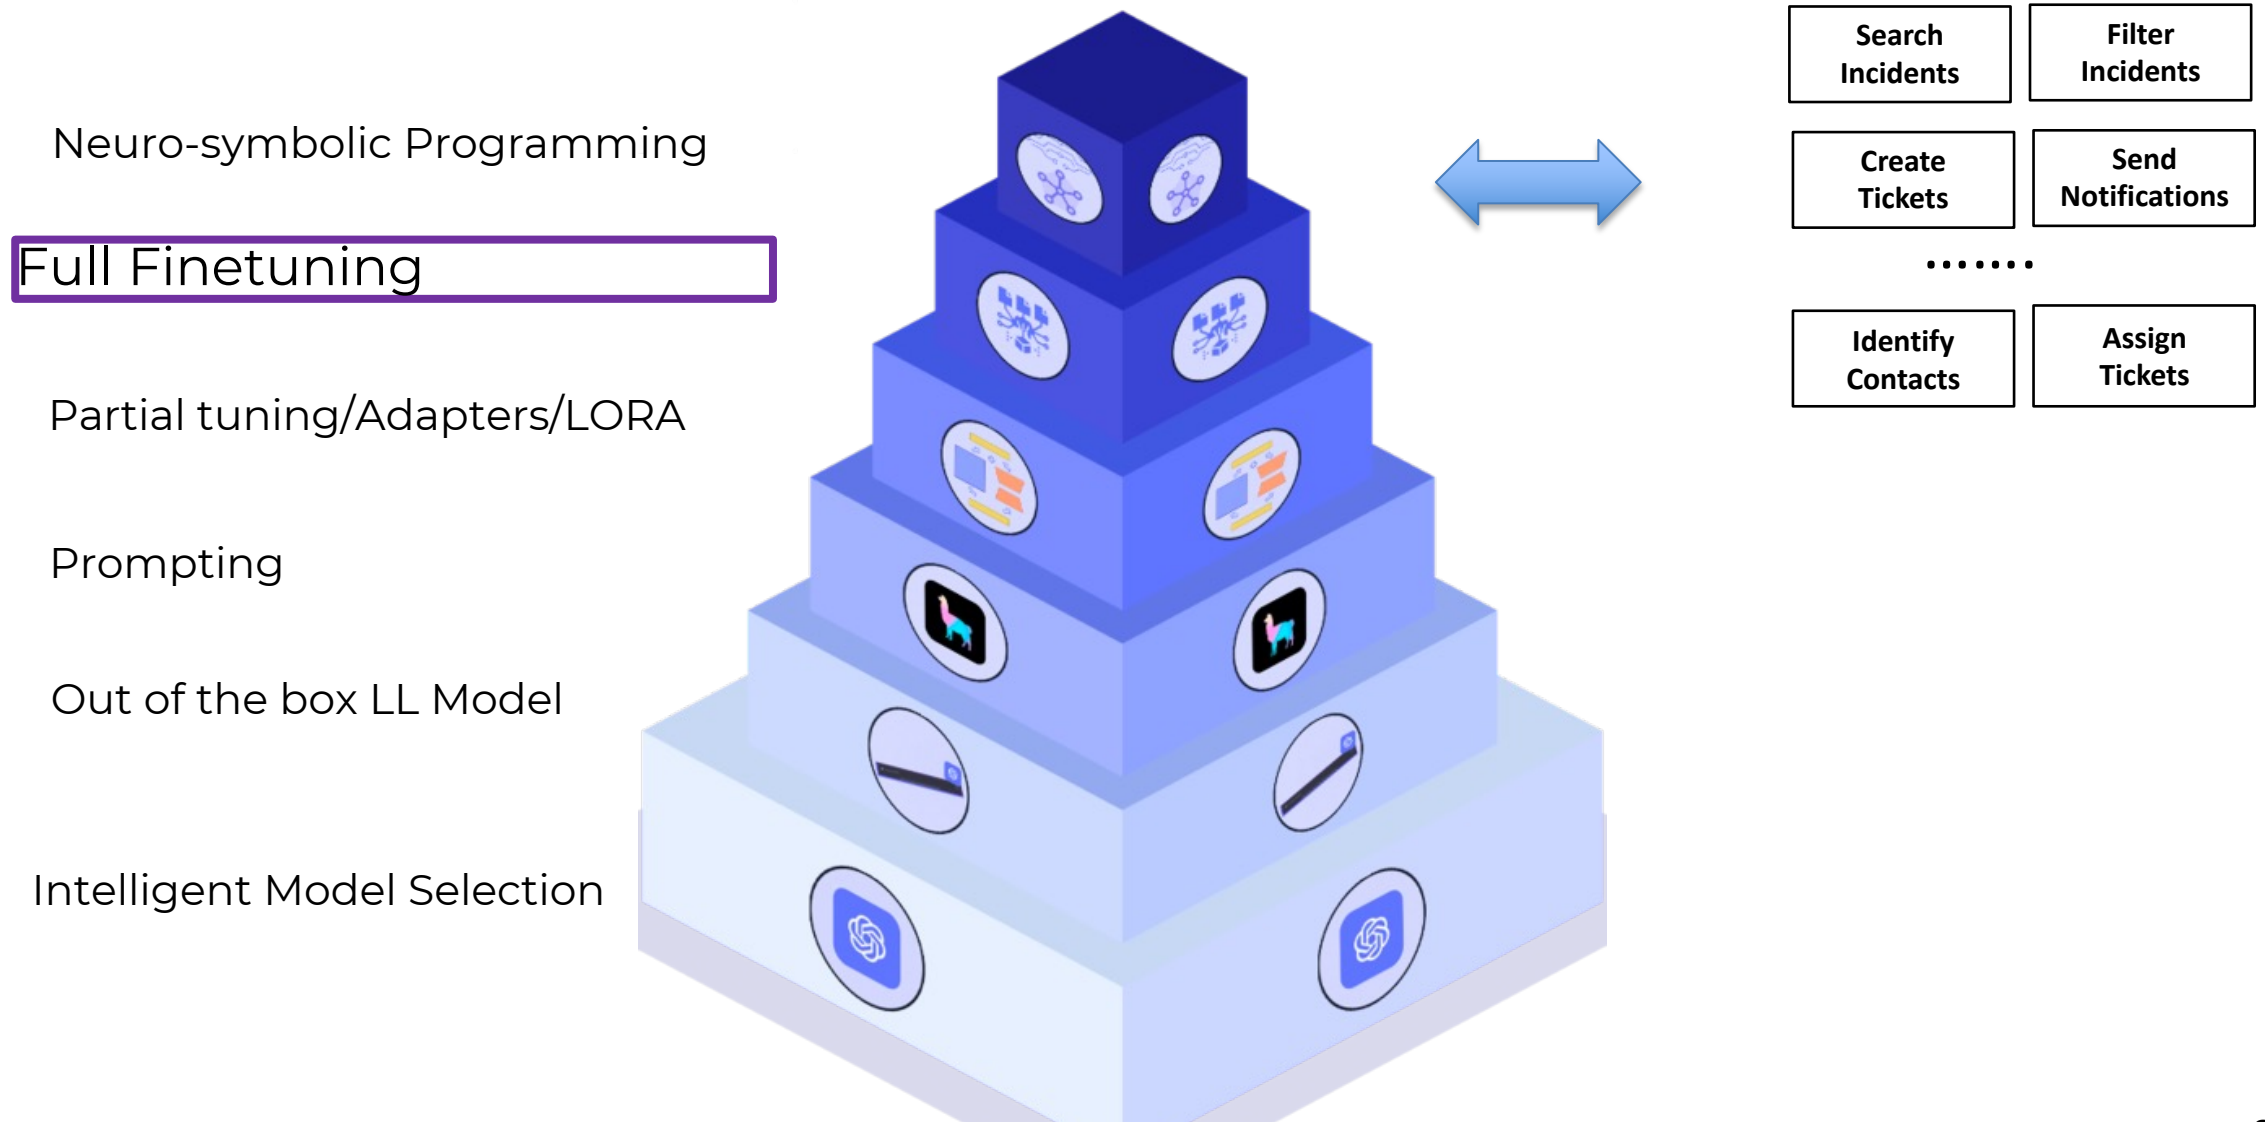 Neuro-symbolic Programming
Full Finetuning
Partial tuning/Adapters/LORA
Prompting
Out of the box LL Model
Intelligent Model Selection
Search
Incidents
Filter
Incidents
Create
Tickets
Send
Notifications
.......
Identify
Contacts
Assign
Tickets